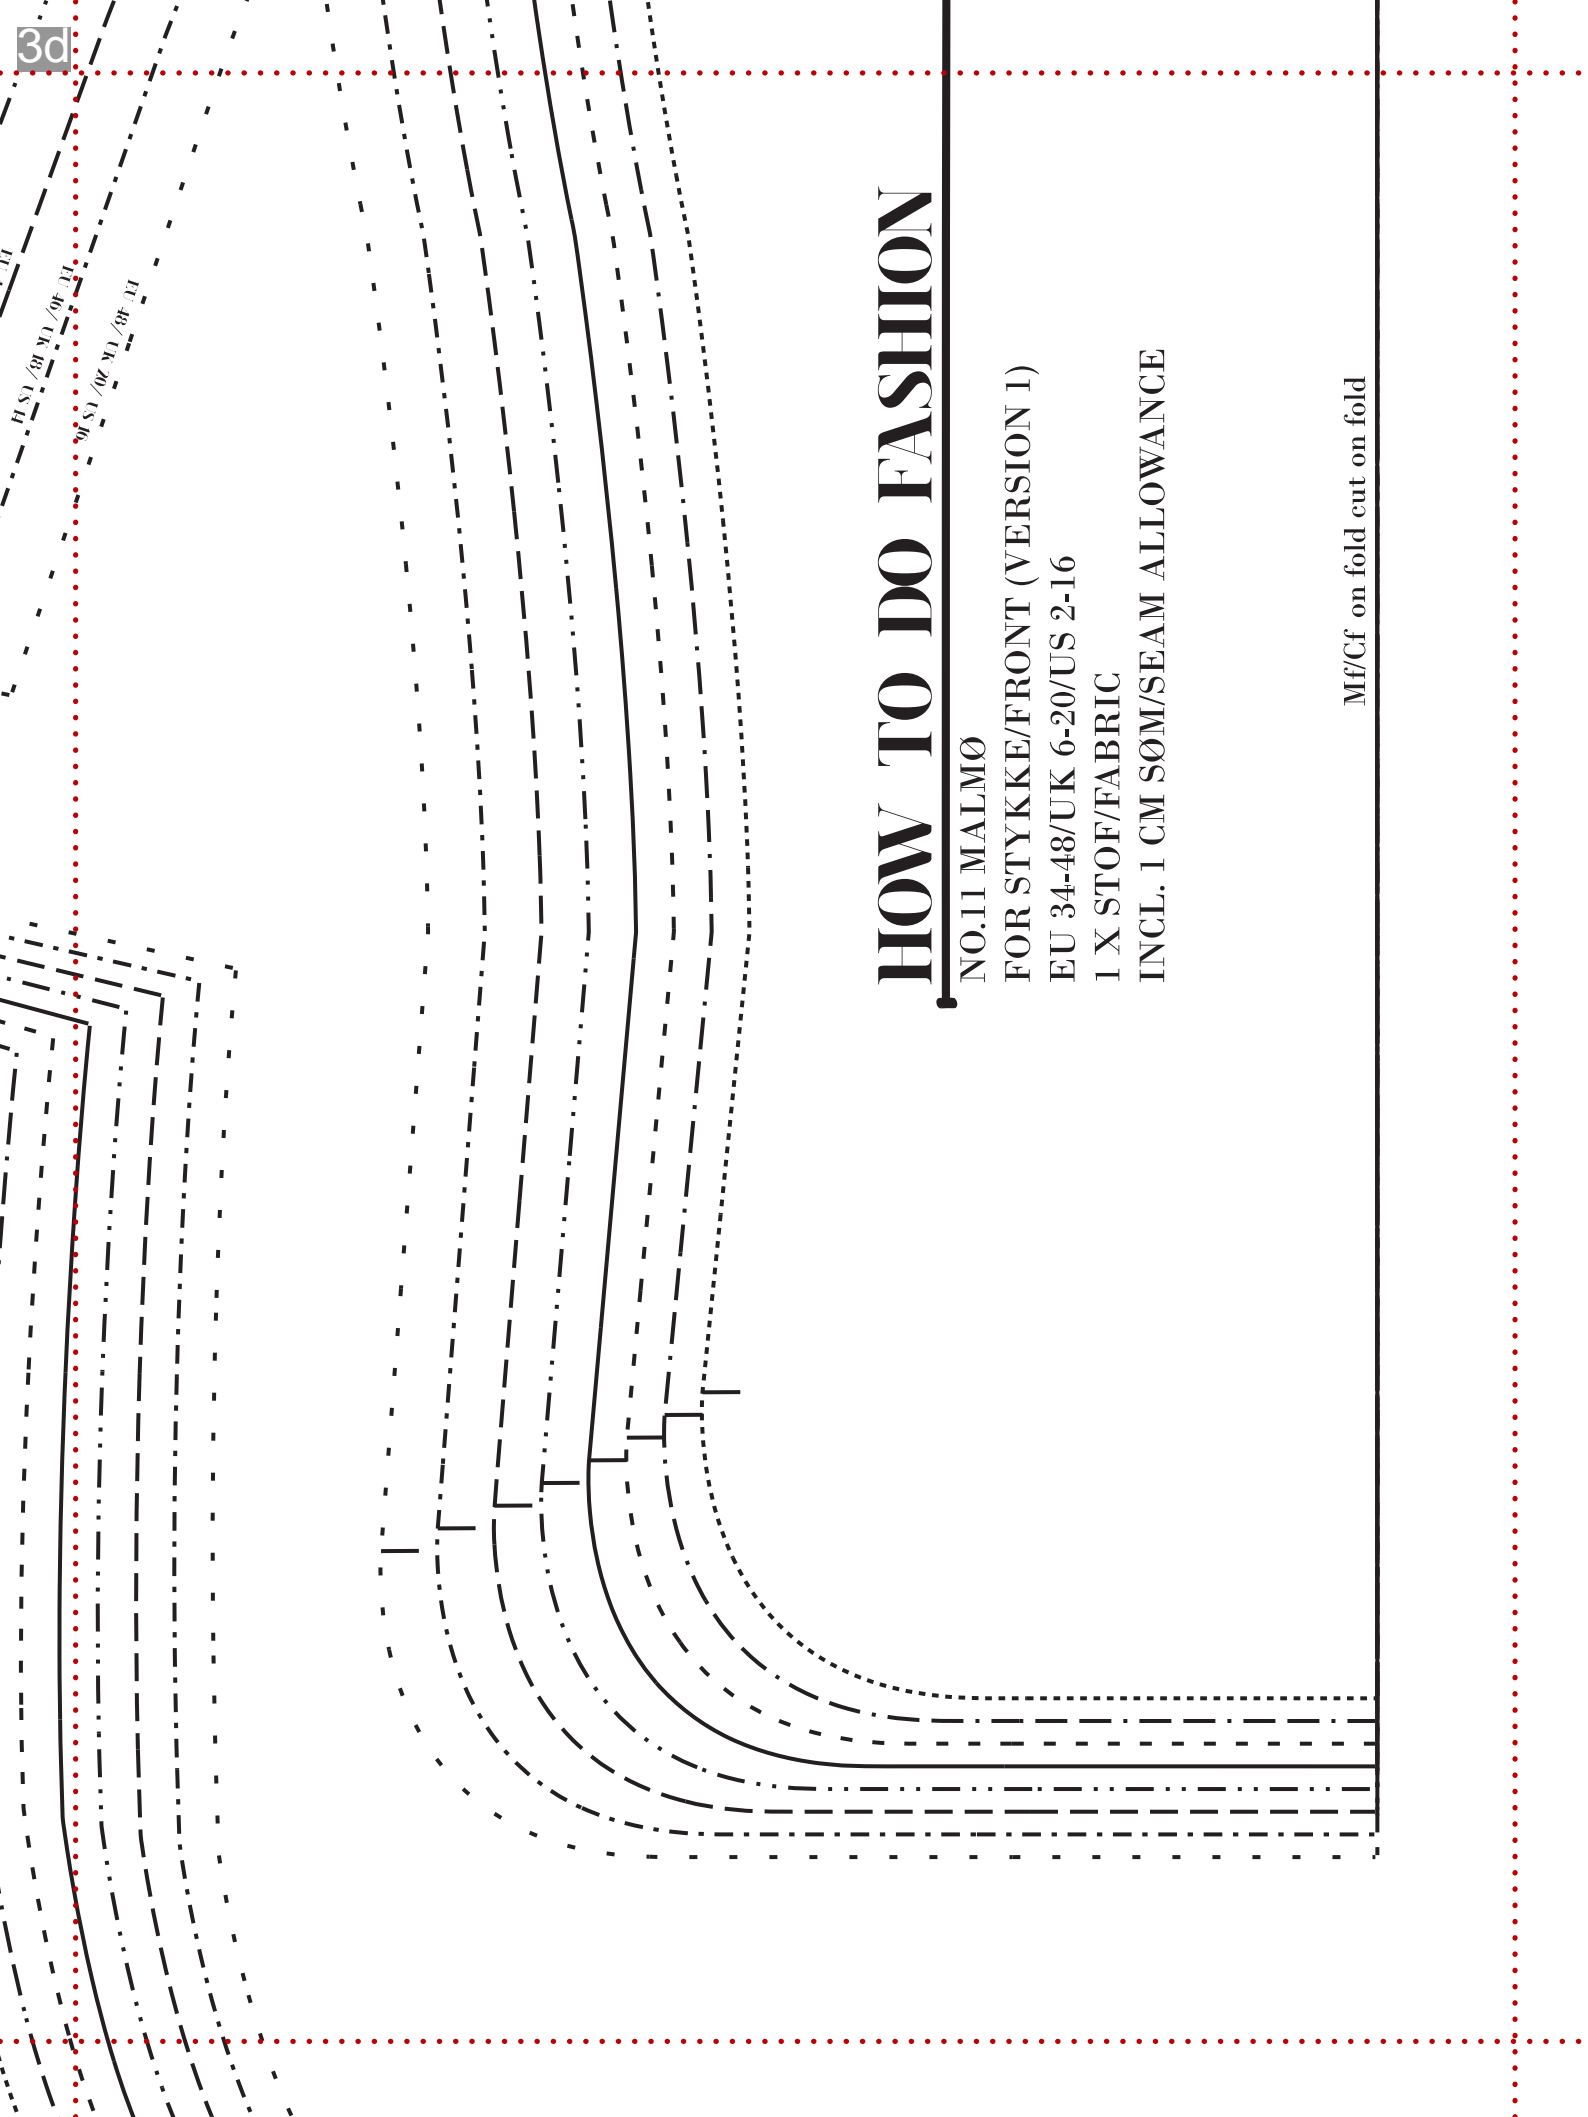 3d
EU
EU 46/ UK 18/ US 14
EU 48/ UK 20/ US 16
HOW TO DO FASHION
NO.11 MALMØ
FOR STYKKE/FRONT (VERSION 1)
EU 34-48/UK 6-20/US 2-16
1 X STOF/FABRIC
INCL. 1 CM SØM/SEAM ALLOWANCE
Mf/Cf on fold cut on fold